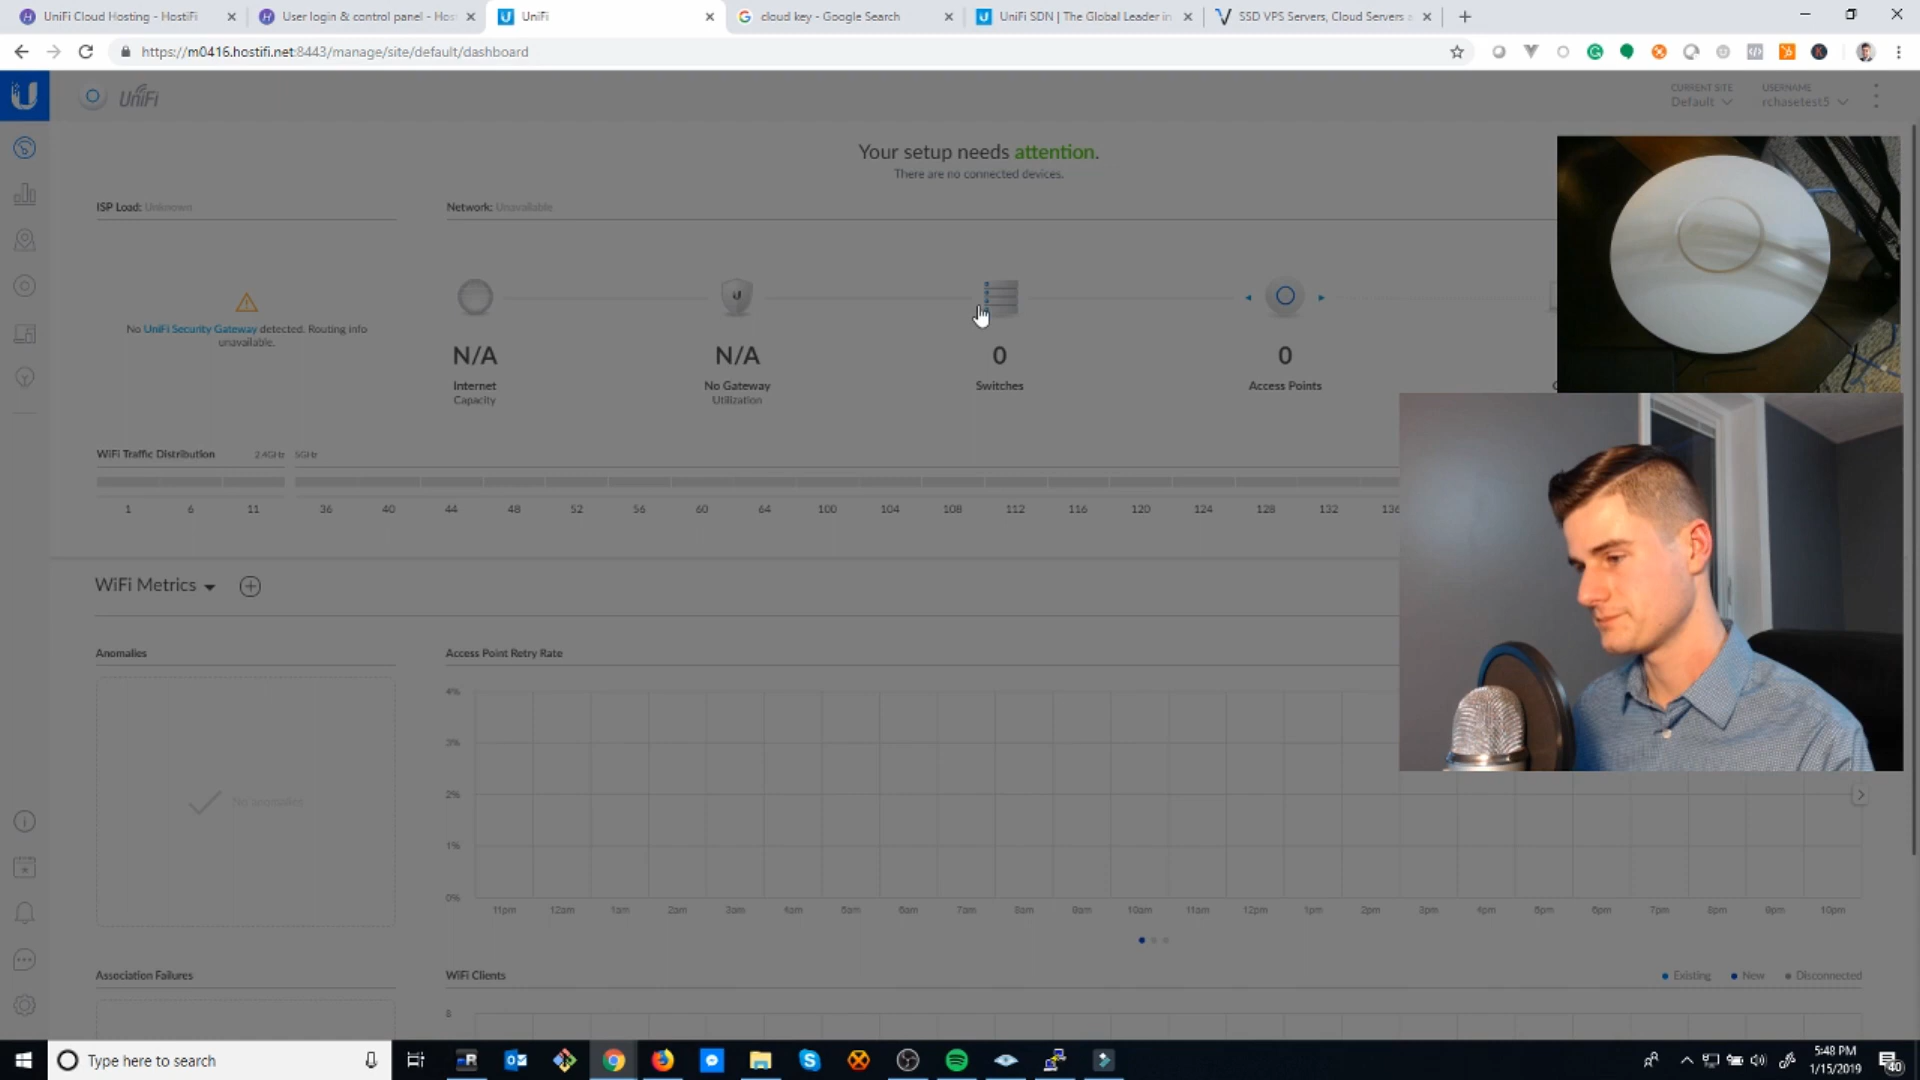 UniFi Cloud Hosting - HostiFi
User login & control panel - Host
UniFi
cloud key - Google Search
UniFi SDN | The Global Leader in
SSD VPS Servers, Cloud Servers a
https://m0416.hostifi.net:8443/manage/site/default/dashboard
UniFi
CURRENT SITE
Default
USERNAME
rchasetest5
Your setup needs attention.
There are no connected devices.
ISP Load: Unknown
Network: Unavailable
No UniFi Security Gateway detected. Routing info
unavailable.
N/A
Internet
Capacity
N/A
No Gateway
Utilization
0
Switches
0
Access Points
WiFi Traffic Distribution
2.4GHz
5GHz
1 6 11 36 40 44 48 52 56 60 64 100 104 108 112 116 120 124 128 132 136
WiFi Metrics
Anomalies
No anomalies
Access Point Retry Rate
4%
3%
2%
1%
0%
11pm 12am 1am 2am 3am 4am 5am 6am 7am 8am 9am 10am 11am 12pm 1pm 2pm 3pm 4pm 5pm 6pm 7pm 8pm 9pm 10pm
Association Failures
WiFi Clients
Existing New Disconnected
8
Type here to search
5:48 PM
1/15/2019
40